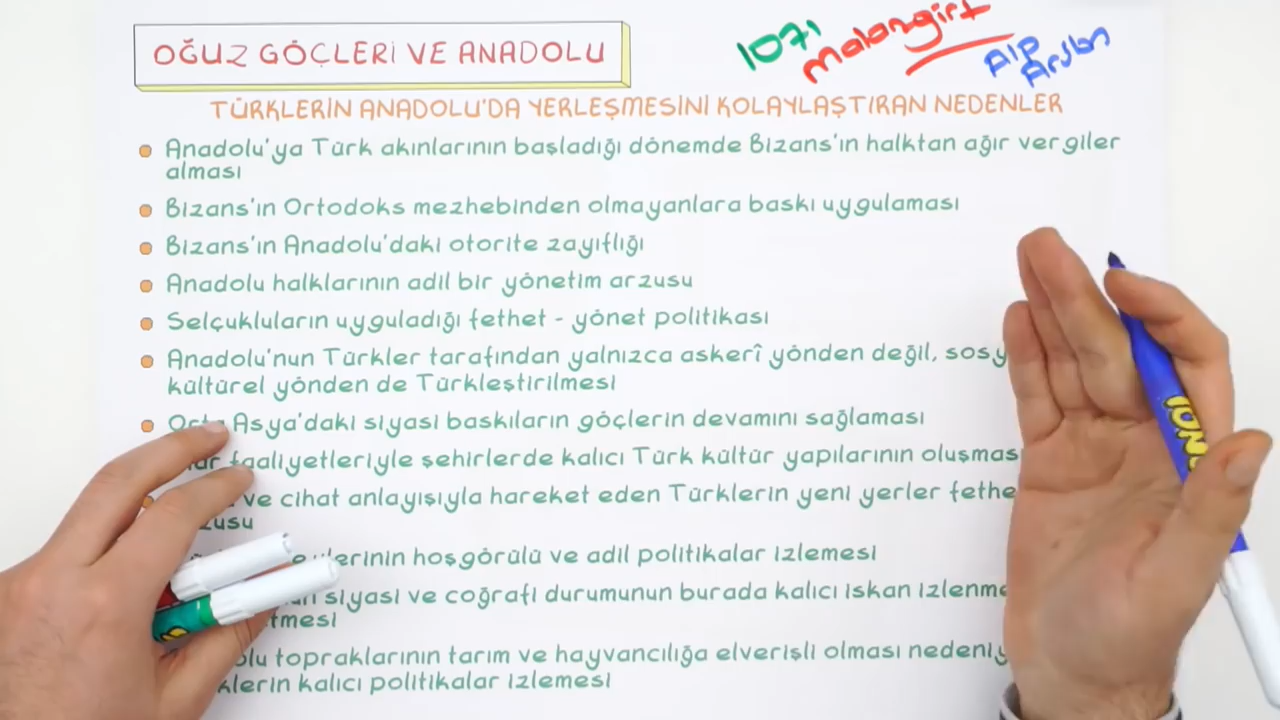 OĞUZ GÖÇLERİ VE ANADOLU
1071
Malazgirt
Alp
Arslan
TÜRKLERİN ANADOLU'DA YERLEŞMESİNİ KOLAYLAŞTIRAN NEDENLER
Anadolu'ya Türk akınlarının başladığı dönemde Bizans'ın halktan ağır vergiler
alması
Bizans'ın Ortodoks mezhebinden olmayanlara baskı uygulaması
Bizans'ın Anadolu'daki otorite zayıflığı
Anadolu halklarının adil bir yönetim arzusu
Selçukluların uyguladığı fethet - yönet politikası
Anadolu'nun Türkler tarafından yalnızca askerî yönden değil, sosy
kültürel yönden de Türkleştirilmesi
Asya'daki siyasi baskıların göçlerin devamını sağlaması
faaliyetleriyle şehirlerde kalıcı Türk kültür yapılarının oluşmas
ve cihat anlayışıyla hareket eden Türklerin yeni yerler fethe
zusu
lerinin hoşgörülü ve adil politikalar izlemesi
siyasi ve coğrafi durumunun burada kalıcı iskan izlenme
tmesi
olu topraklarının tarım ve hayvancılığa elverişli olması nedeniy
klerin kalıcı politikalar izlemesi